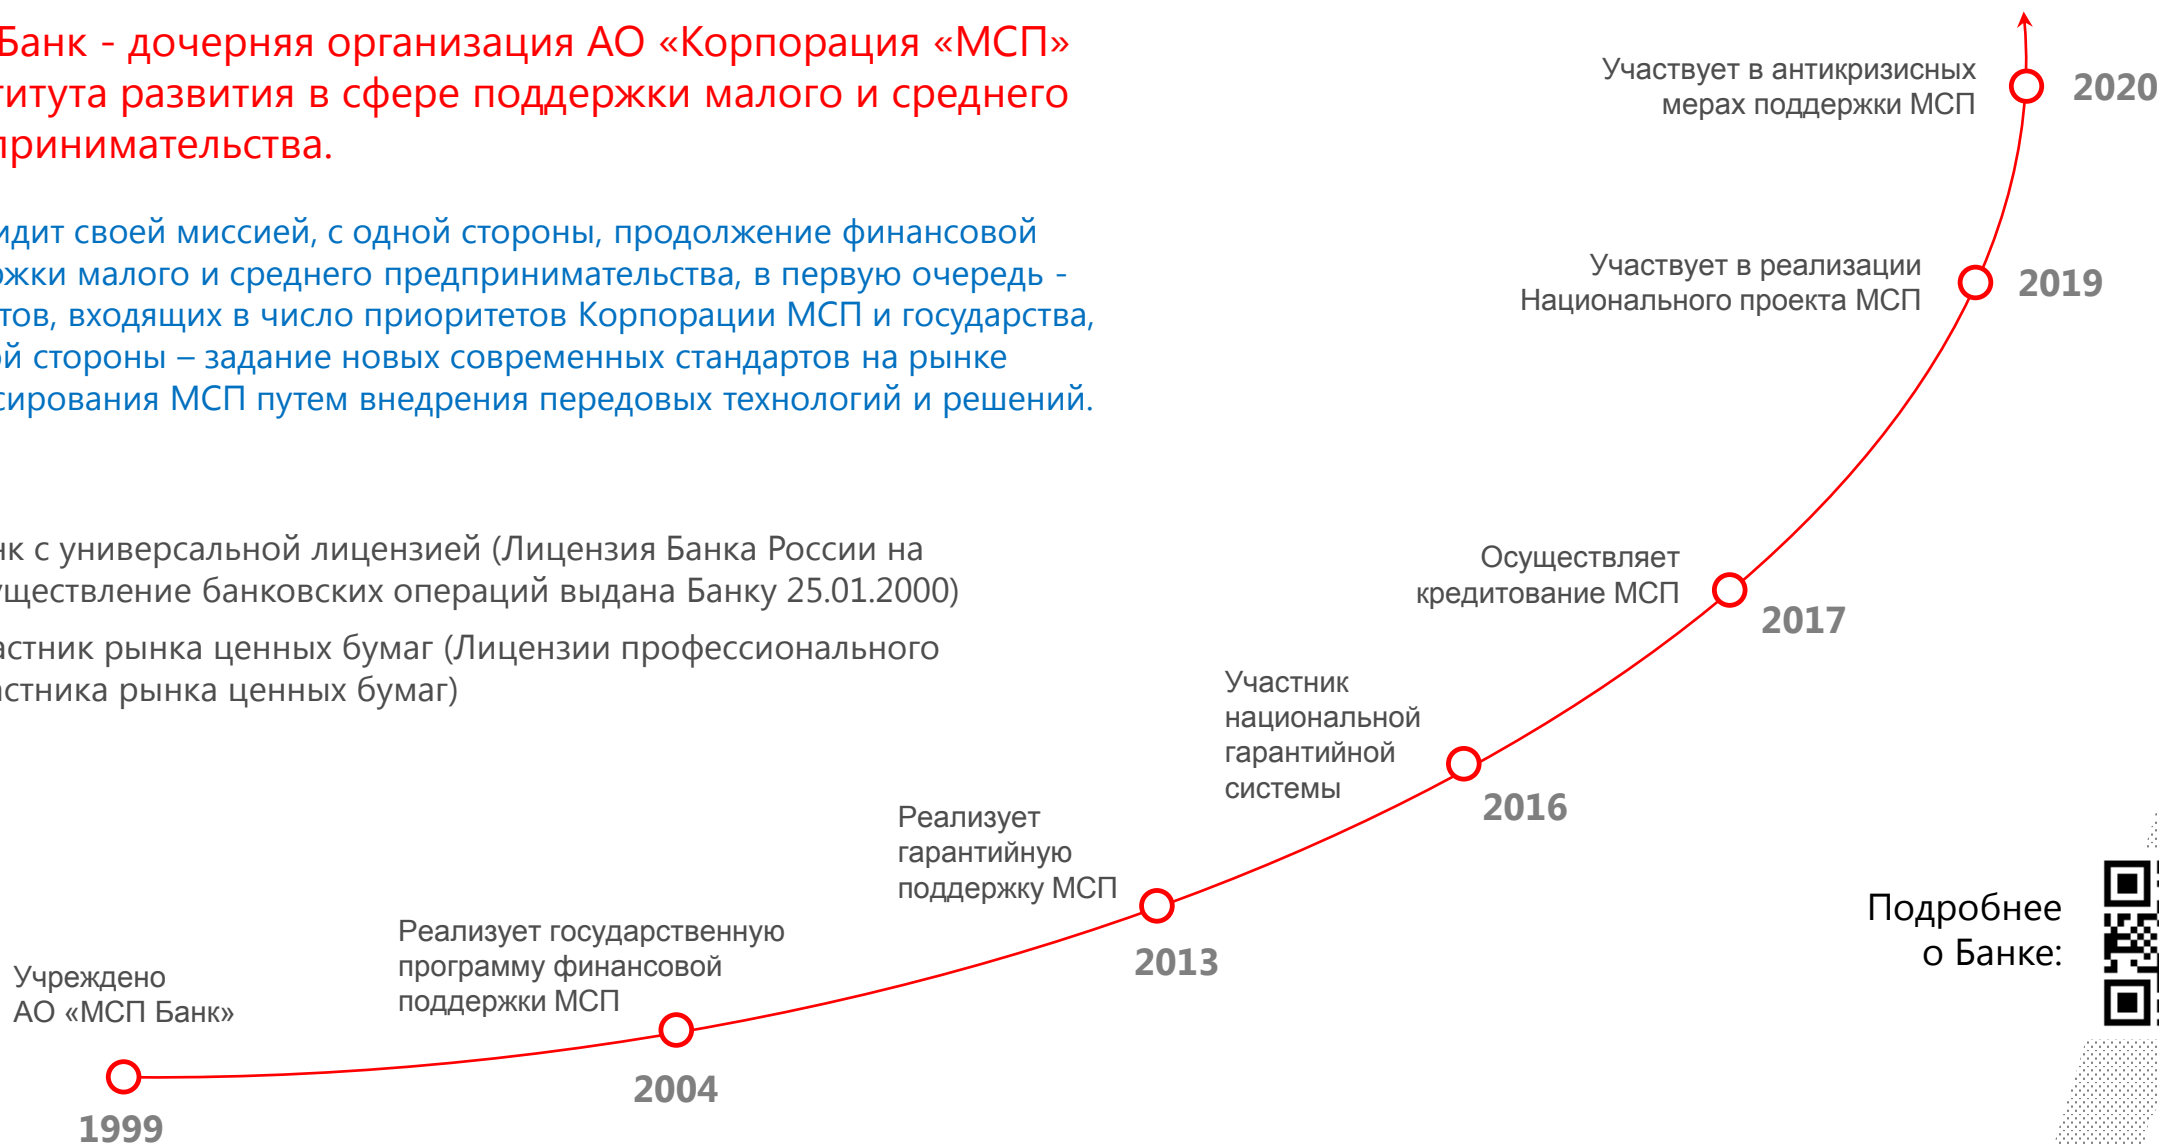 Банк - дочерняя организация АО «Корпорация «МСП»
титута развития в сфере поддержки малого и среднего
принимательства.
идит своей миссией, с одной стороны, продолжение финансовой
ржки малого и среднего предпринимательства, в первую очередь -
тов, входящих в число приоритетов Корпорации МСП и государства,
ой стороны – задание новых современных стандартов на рынке
сирования МСП путем внедрения передовых технологий и решений.
нк с универсальной лицензией (Лицензия Банка России на
уществление банковских операций выдана Банку 25.01.2000)
астник рынка ценных бумаг (Лицензии профессионального
астника рынка ценных бумаг)
Учреждено
АО «МСП Банк»
1999
Реализует государственную
программу финансовой
поддержки МСП
2004
Реализует
гарантийную
поддержку МСП
2013
Участник
национальной
гарантийной
системы
2016
Осуществляет
кредитование МСП
2017
Участвует в реализации
Национального проекта МСП
2019
Участвует в антикризисных
мерах поддержки МСП
2020
Подробнее
о Банке: